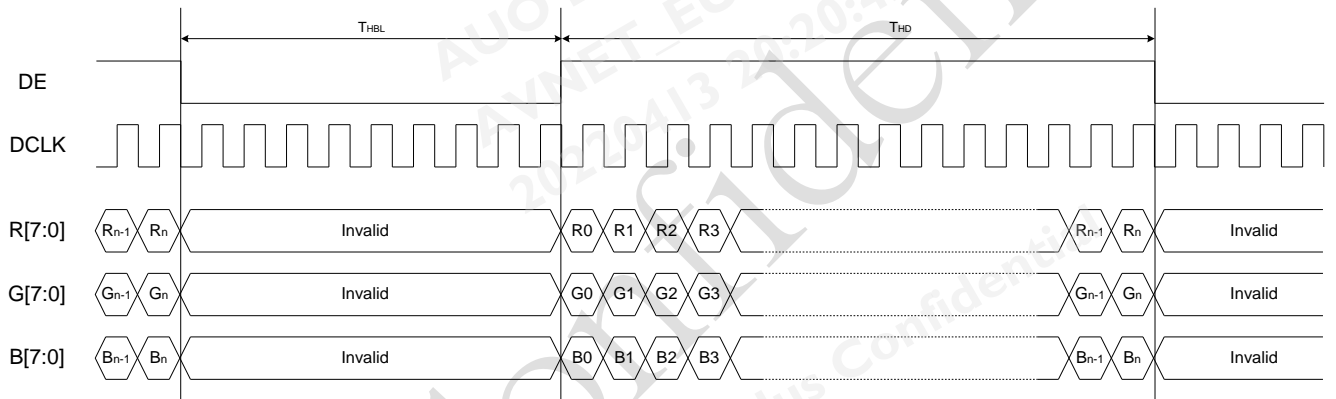 THBL THD
DE
DCLK
R[7:0] Rn-1 Rn Invalid R0 R1 R2 R3 Rn-1 Rn Invalid
G[7:0] Gn-1 Gn Invalid G0 G1 G2 G3 Gn-1 Gn Invalid
B[7:0] Bn-1 Bn Invalid B0 B1 B2 B3 Bn-1 Bn Invalid
Confidential